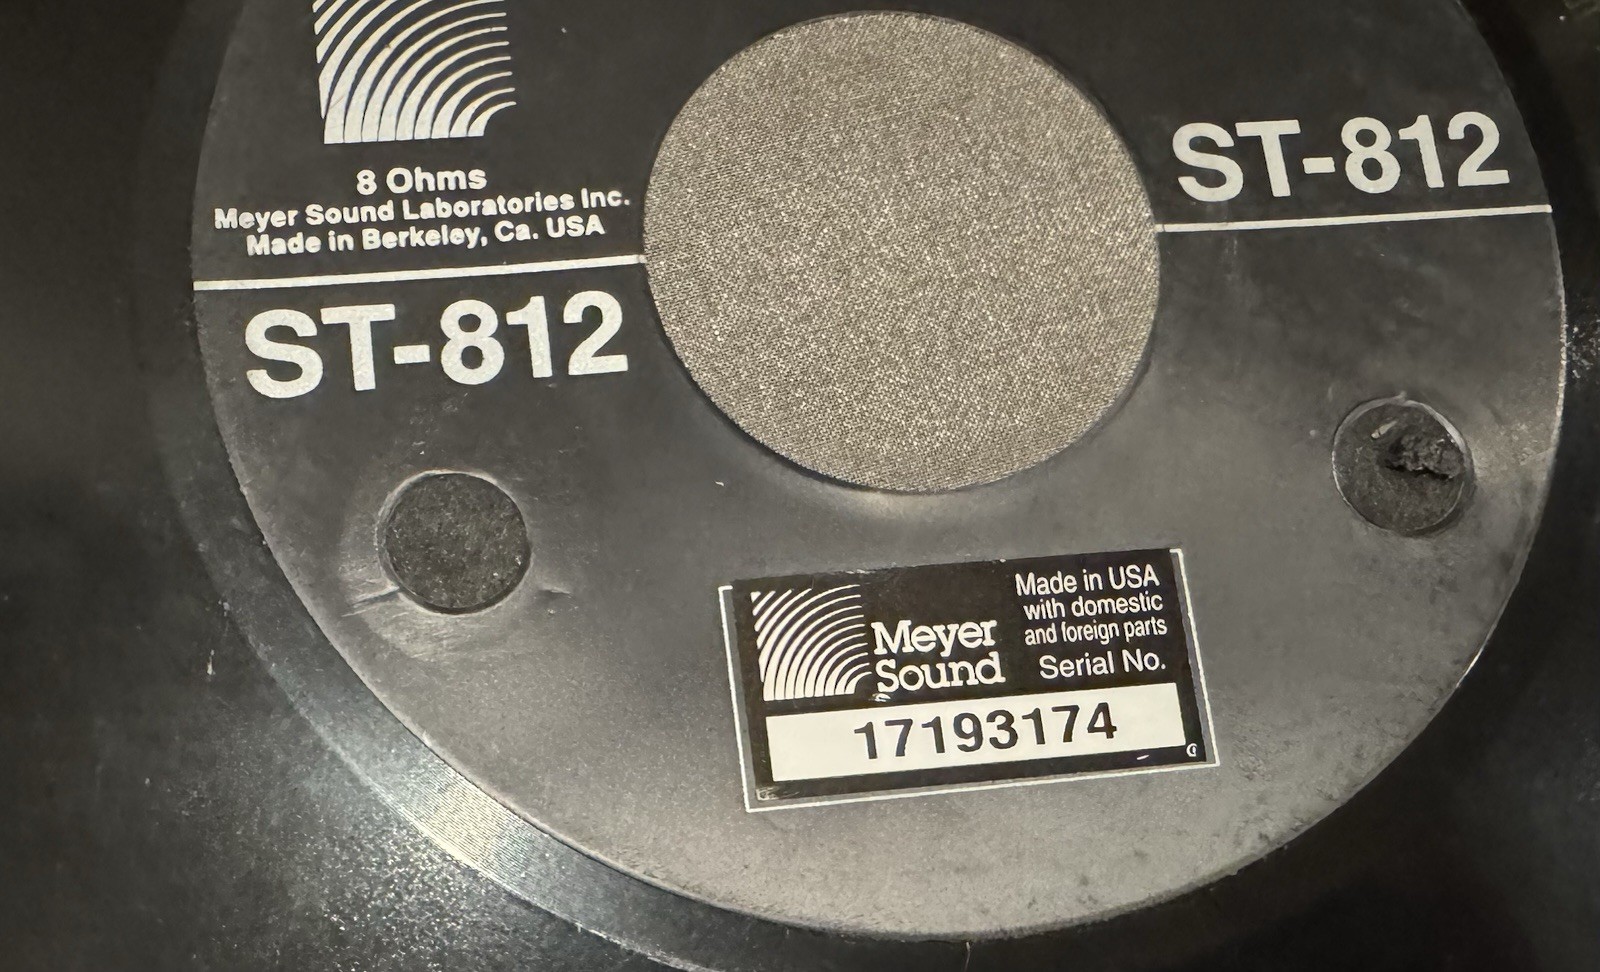 8 Ohms
Meyer Sound Laboratories Inc.
Made in Berkeley, Ca. USA
ST-812
ST-812
Meyer
Sound
Made in USA
with domestic
and foreign parts
Serial No.
17193174